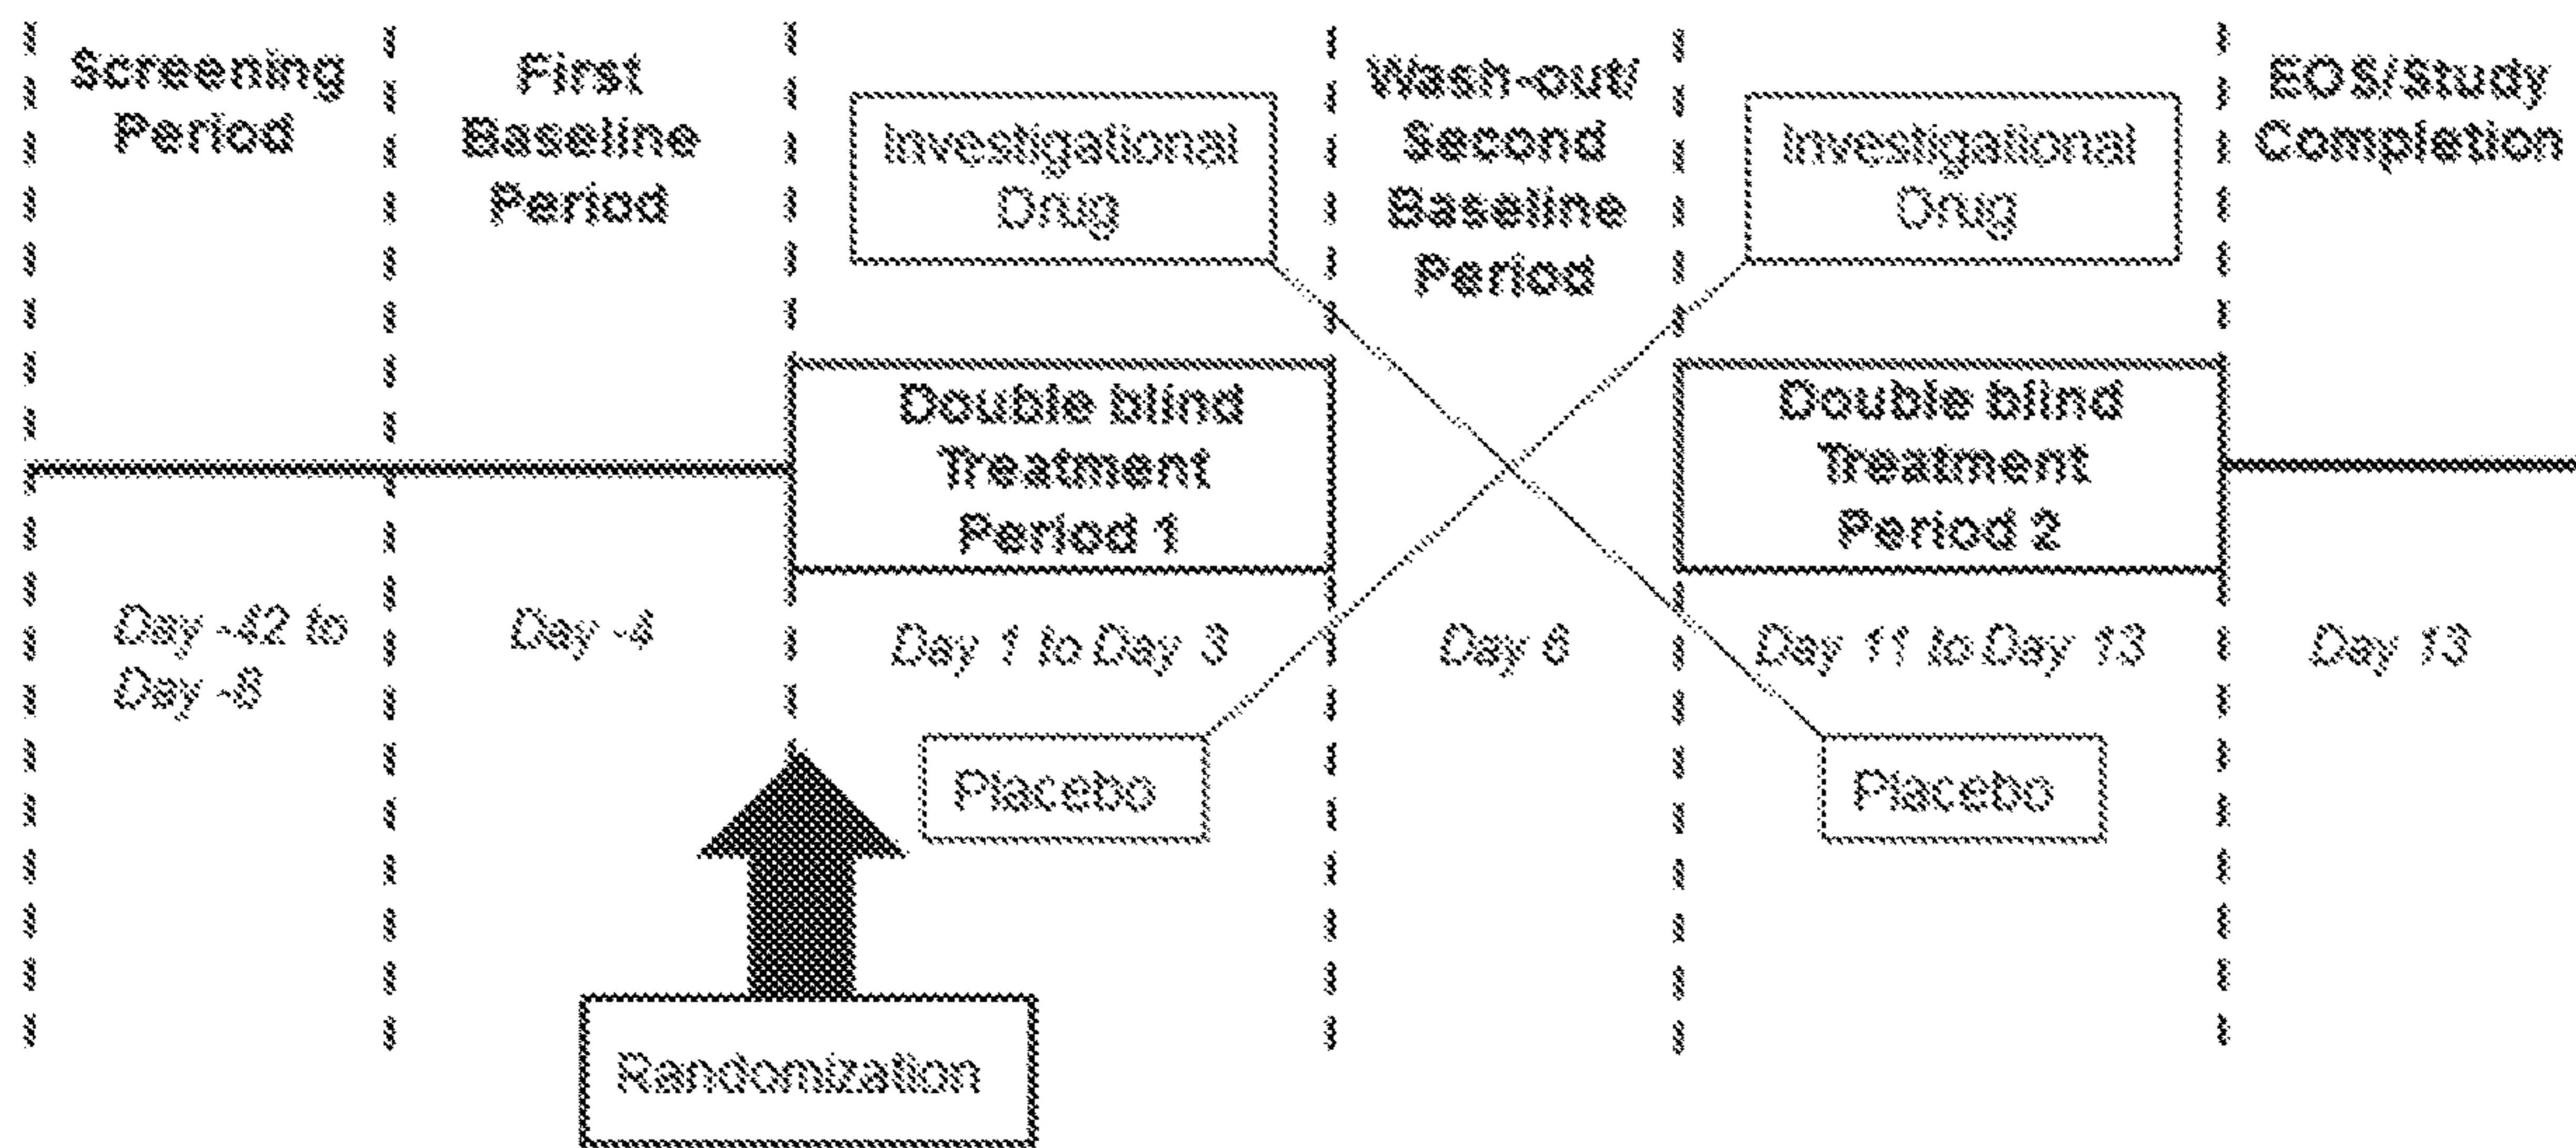 Screening
Period
First
Baseline
Period
Investigational
Drug
Wash-out/
Second
Baseline
Period
Investigational
Drug
EOS/Study
Completion
Double blind
Treatment
Period 1
Double blind
Treatment
Period 2
Day -42 to
Day -8
Day -4
Day 1 to Day 3
Day 6
Day 11 to Day 13
Day 13
Placebo
Placebo
Randomization